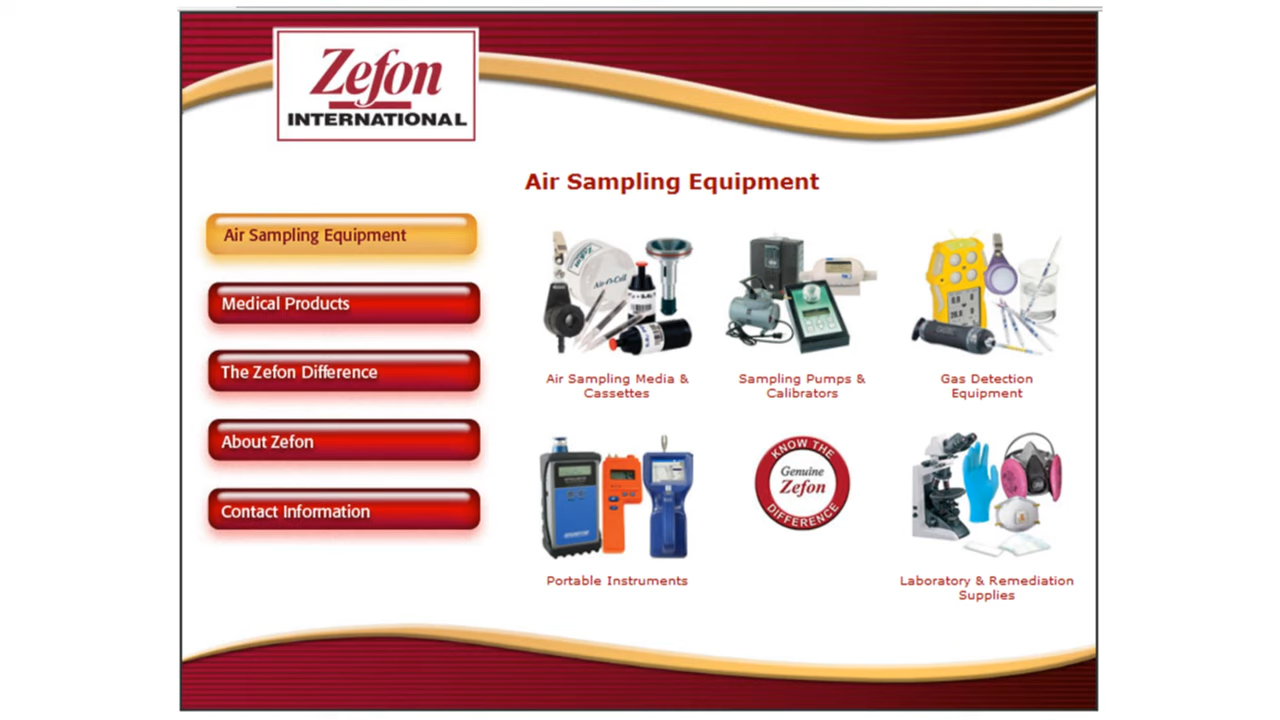 Zefon
INTERNATIONAL
Air Sampling Equipment
Air Sampling Equipment
Medical Products
The Zefon Difference
About Zefon
Contact Information
Air-O-Cell
Air Sampling Media &
Cassettes
Sampling Pumps &
Calibrators
Gas Detection
Equipment
Portable Instruments
KNOW THE
Genuine
Zefon
DIFFERENCE
Laboratory & Remediation
Supplies